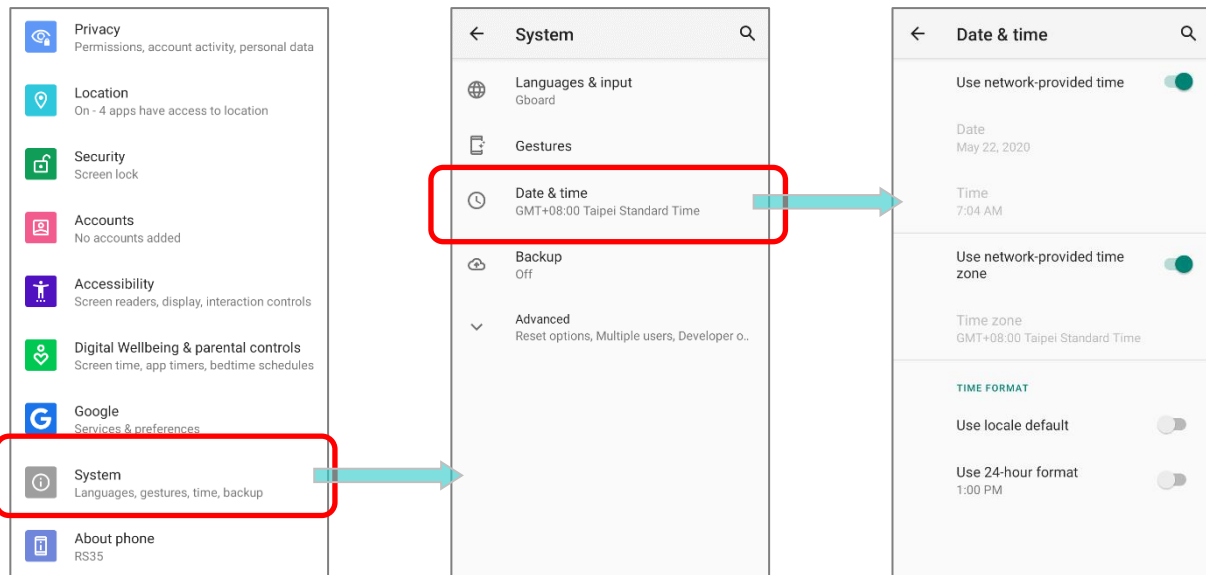 Privacy
Permissions, account activity, personal data
Location
On - 4 apps have access to location
Security
Screen lock
Accounts
No accounts added
Accessibility
Screen readers, display, interaction controls
Digital Wellbeing & parental controls
Screen time, app timers, bedtime schedules
Google
Services & preferences
System
Languages, gestures, time, backup
About phone
RS35
System
Languages & input
Gboard
Gestures
Date & time
GMT+08:00 Taipei Standard Time
Backup
Off
Advanced
Reset options, Multiple users, Developer o..
Date & time
Use network-provided time
Date
May 22, 2020
Time
7:04 AM
Use network-provided time
zone
Time zone
GMT+08:00 Taipei Standard Time
TIME FORMAT
Use locale default
Use 24-hour format
1:00 PM